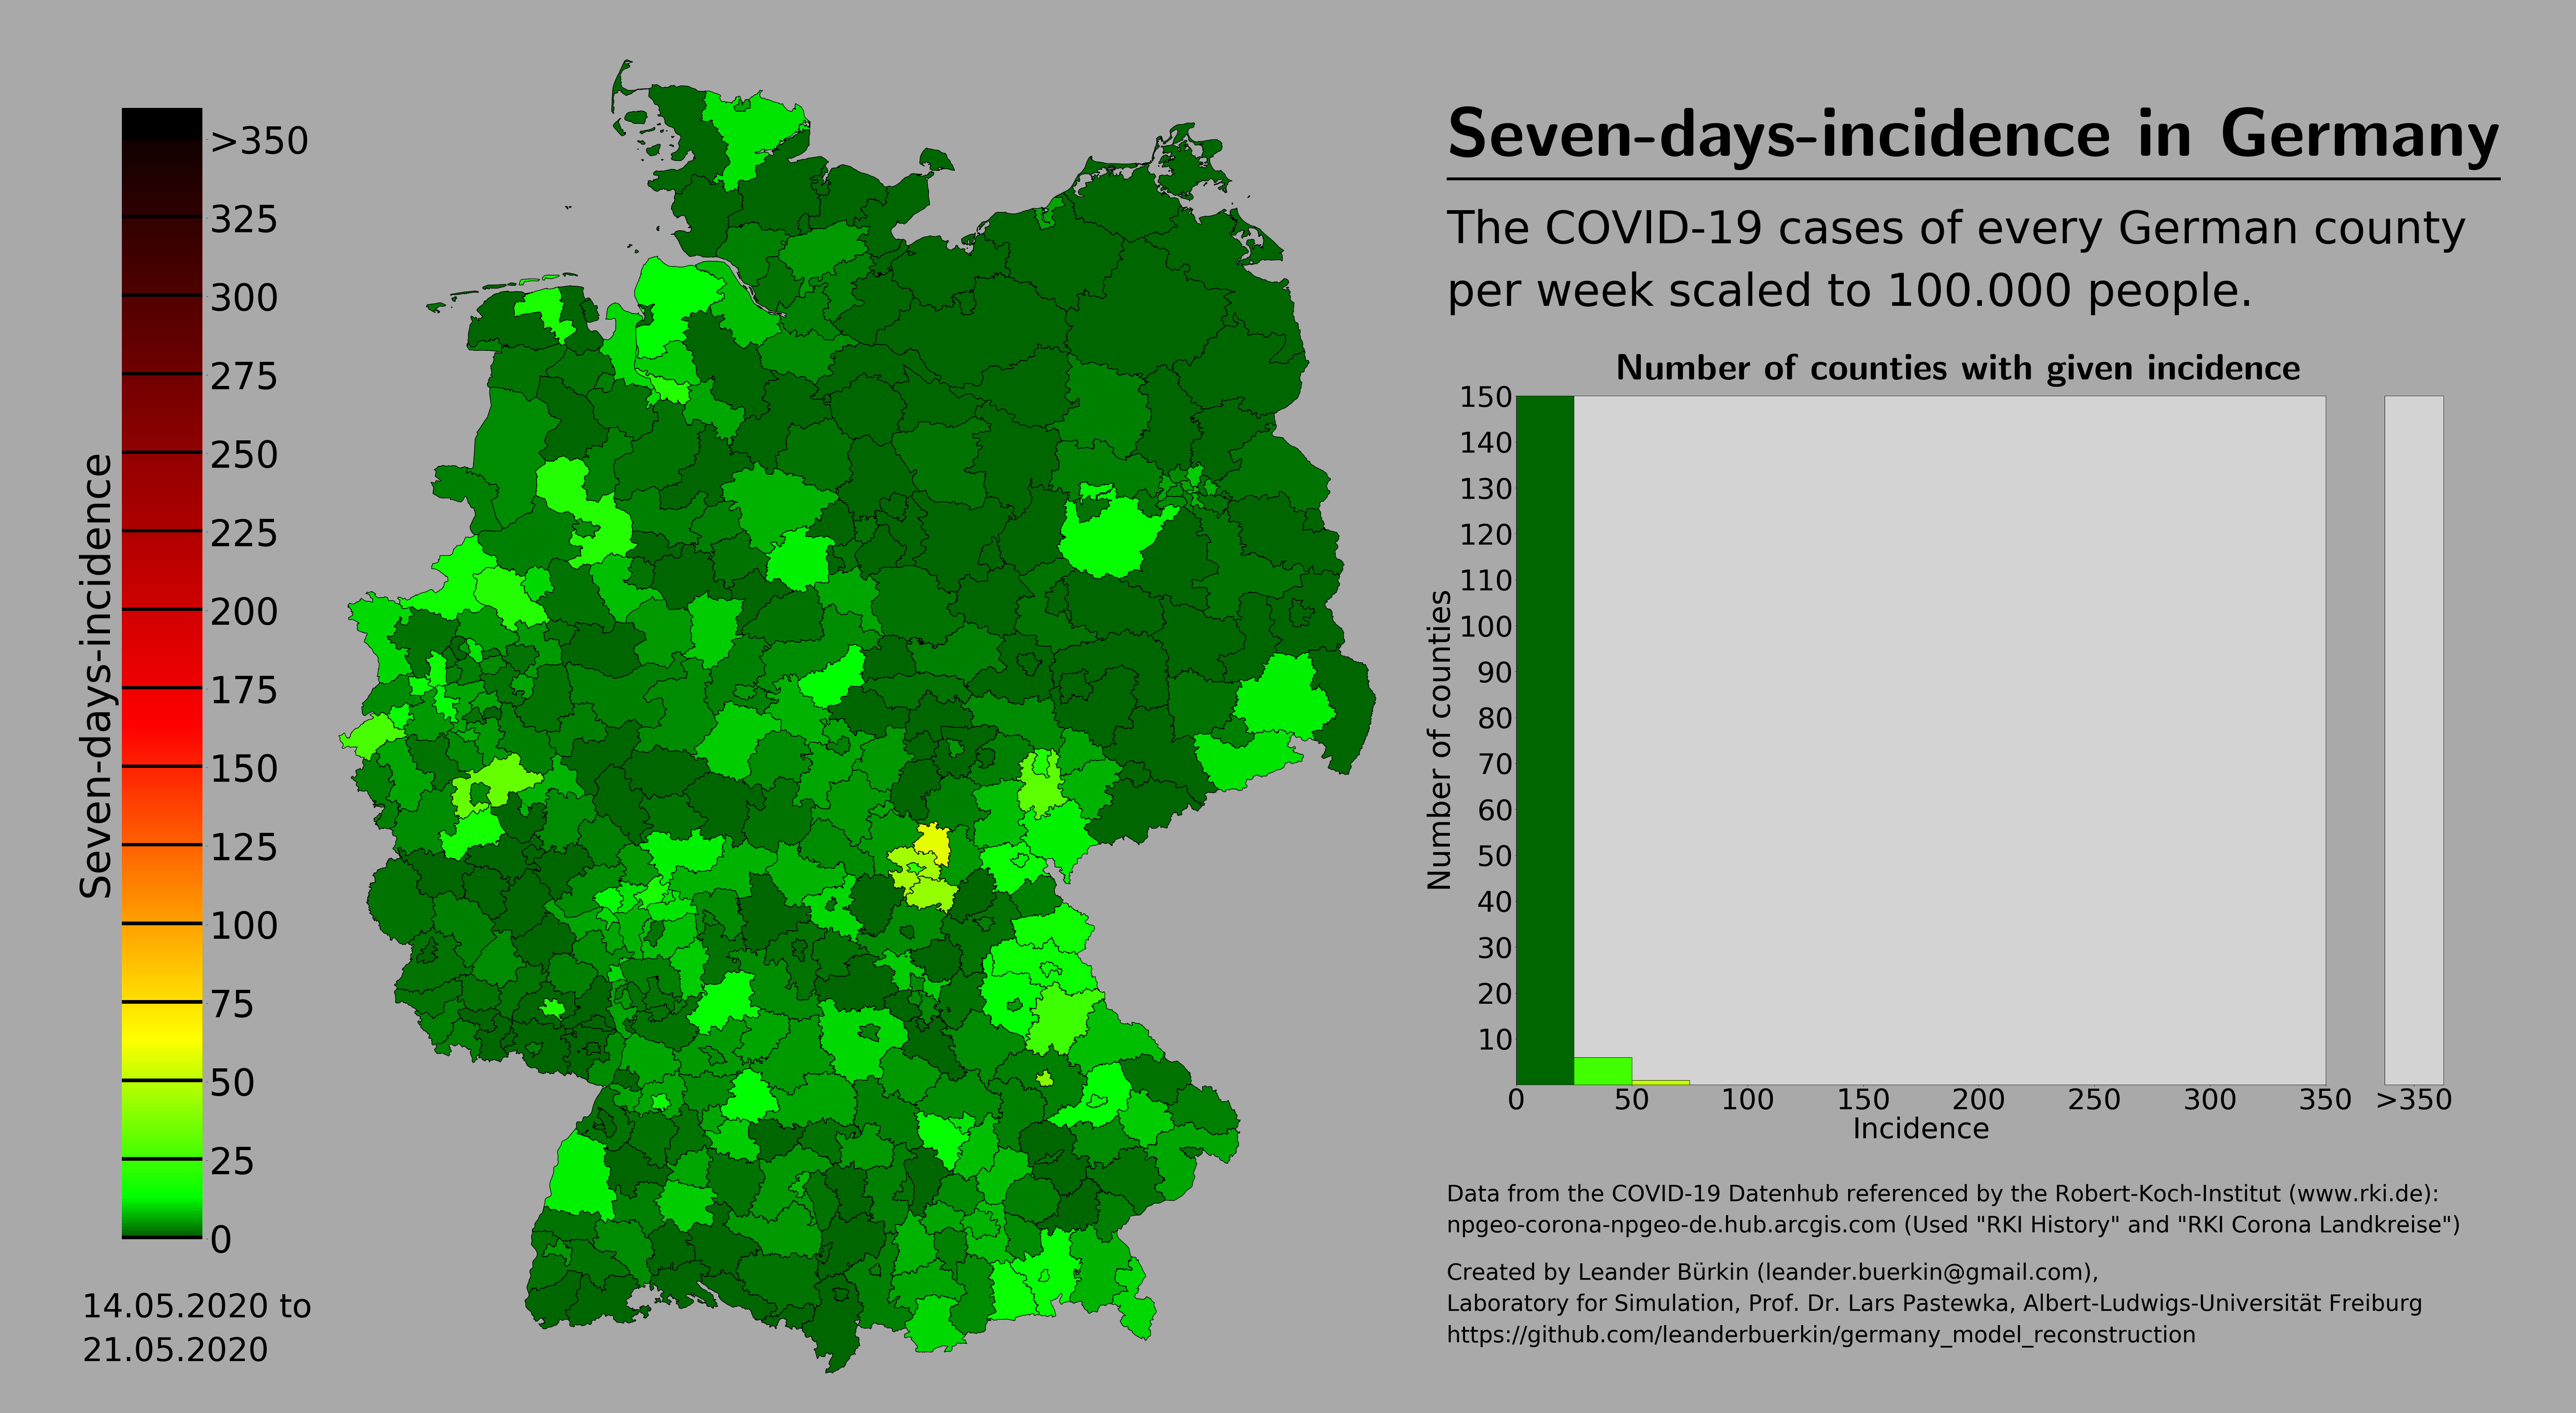 Seven-days-incidence in Germany
The COVID-19 cases of every German county
per week scaled to 100.000 people.
Seven-days-incidence
>350
325
300
275
250
225
200
175
150
125
100
75
50
25
0
14.05.2020 to
21.05.2020
Number of counties with given incidence
Number of counties
150
140
130
120
110
100
90
80
70
60
50
40
30
20
10
0 50 100 150 200 250 300 350 >350
Incidence
Data from the COVID-19 Datenhub referenced by the Robert-Koch-Institut (www.rki.de):
npgeo-corona-npgeo-de.hub.arcgis.com (Used "RKI History" and "RKI Corona Landkreise")
Created by Leander Bürkin (leander.buerkin@gmail.com),
Laboratory for Simulation, Prof. Dr. Lars Pastewka, Albert-Ludwigs-Universität Freiburg
https://github.com/leanderbuerkin/germany_model_reconstruction